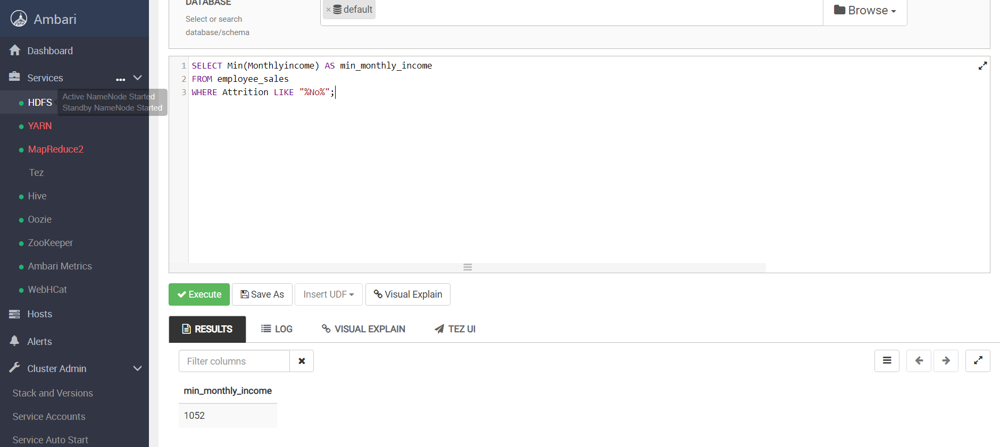 Ambari
Dashboard
Services
HDFS
Active NameNode Started
Standby NameNode Started
YARN
MapReduce2
Tez
Hive
Oozie
ZooKeeper
Ambari Metrics
WebHCat
Hosts
Alerts
Cluster Admin
Stack and Versions
Service Accounts
Service Auto Start
DATABASE
Select or search
database/schema
× default
Browse
1 SELECT Min(Monthlyincome) AS min_monthly_income
2 FROM employee_sales
3 WHERE Attrition LIKE "%No%";
Execute Save As Insert UDF Visual Explain
RESULTS LOG VISUAL EXPLAIN TEZ UI
Filter columns
min_monthly_income
1052